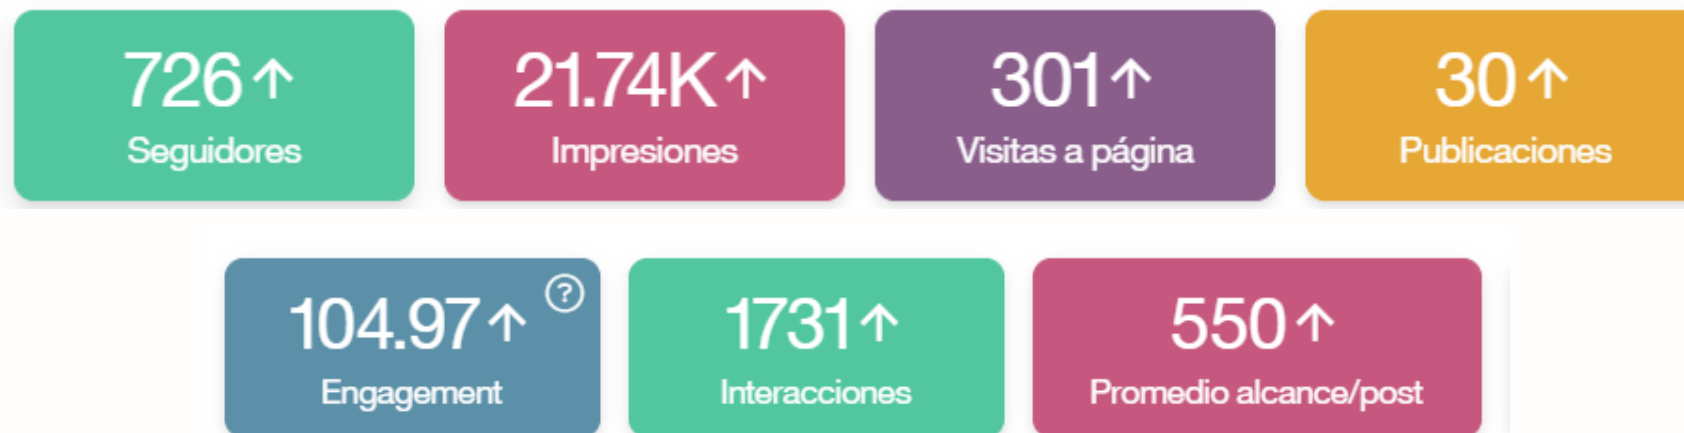 726↑
Seguidores
21.74K↑
Impresiones
301↑
Visitas a página
30↑
Publicaciones
104.97↑
?
Engagement
1731↑
Interacciones
550↑
Promedio alcance/post